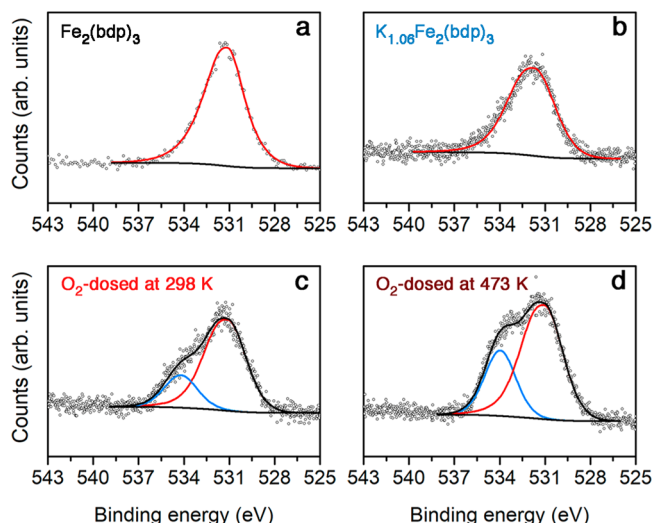 Fe2(bdp)3
a
Counts (arb. units)
543 540 537 534 531 528 525
K1.06Fe2(bdp)3
b
543 540 537 534 531 528 525
O2-dosed at 298 K
c
Counts (arb. units)
543 540 537 534 531 528 525
Binding energy (eV)
O2-dosed at 473 K
d
543 540 537 534 531 528 525
Binding energy (eV)